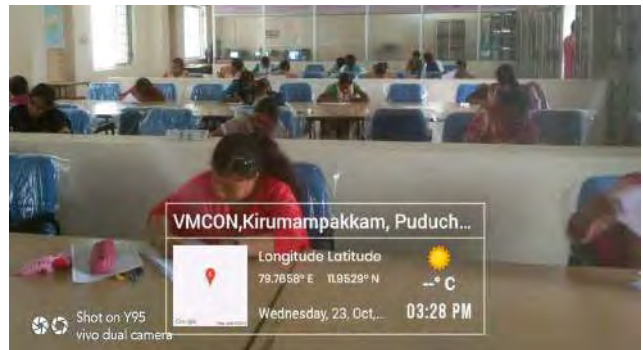 VMCON,Kirumampakkam, Puduch...
Longitude Latitude
79.7658° E 11.9529° N
--° C
Wednesday, 23, Oct,...
03:28 PM
Shot on Y95
vivo dual camera